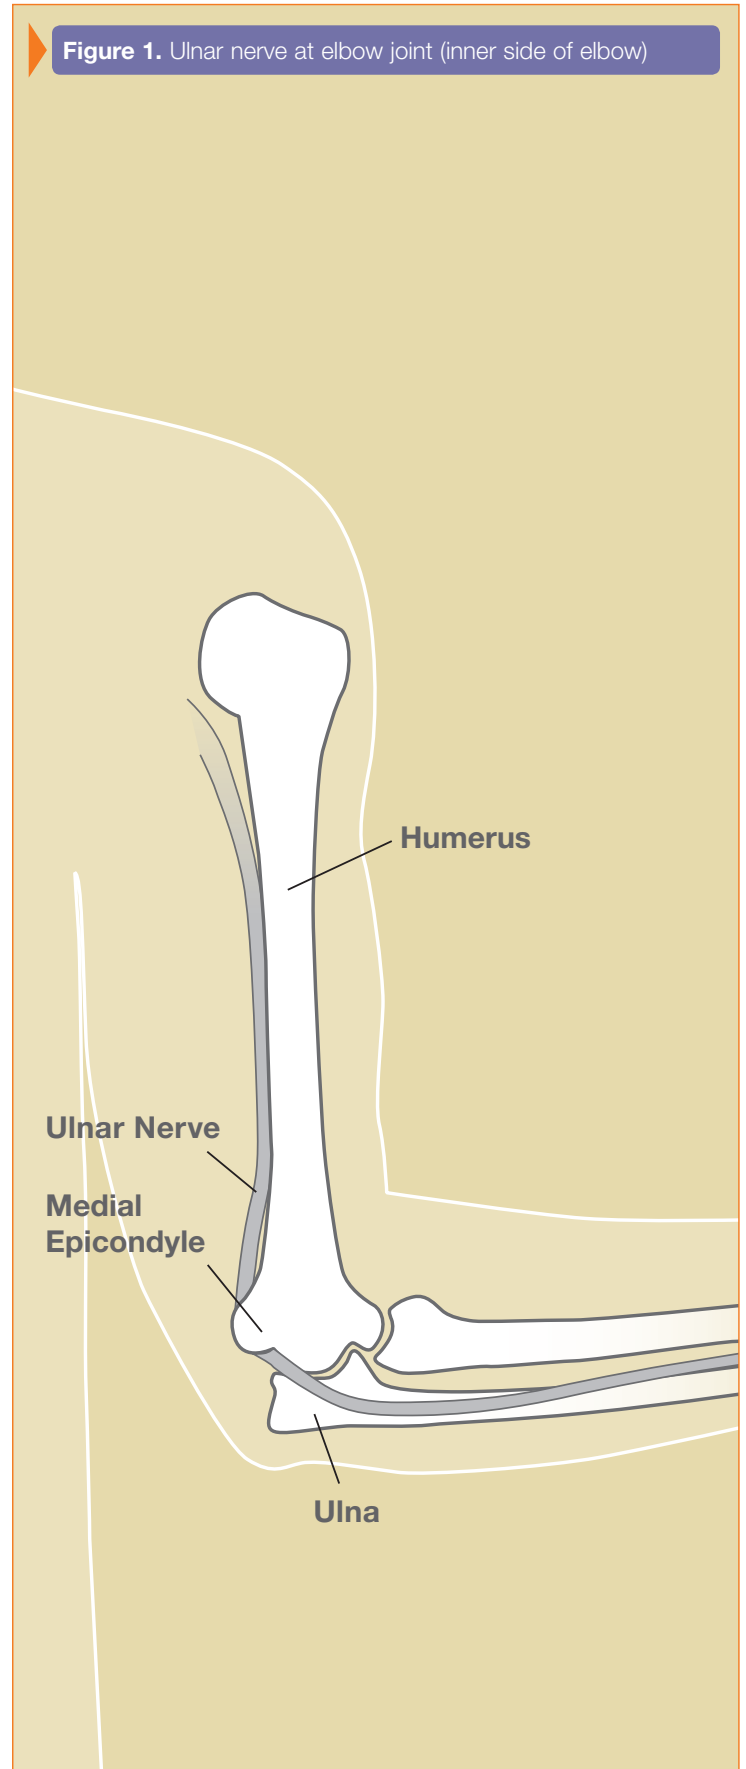 Figure 1. Ulnar nerve at elbow joint (inner side of elbow)
Humerus
Ulnar Nerve
Medial
Epicondyle
Ulna